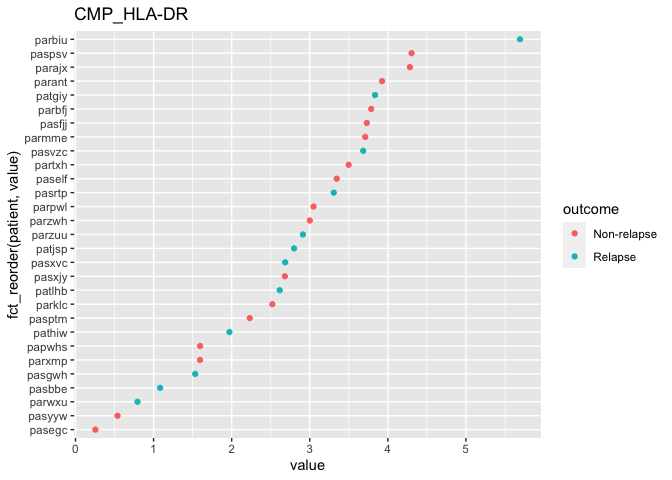 CMP_HLA-DR
fct_reorder(patient, value)
parbiu
paspsv
parajx
parant
patgiy
parbfj
pasfjj
parmme
pasvzc
partxh
paself
pasrtp
parpwl
parzwh
parzuu
patjsp
pasxvc
pasxjy
patlhb
parklc
pasptm
pathiw
papwhs
parxmp
pasgwh
pasbbe
parwxu
pasyyw
pasegc
0 1 2 3 4 5
value
outcome
Non-relapse
Relapse